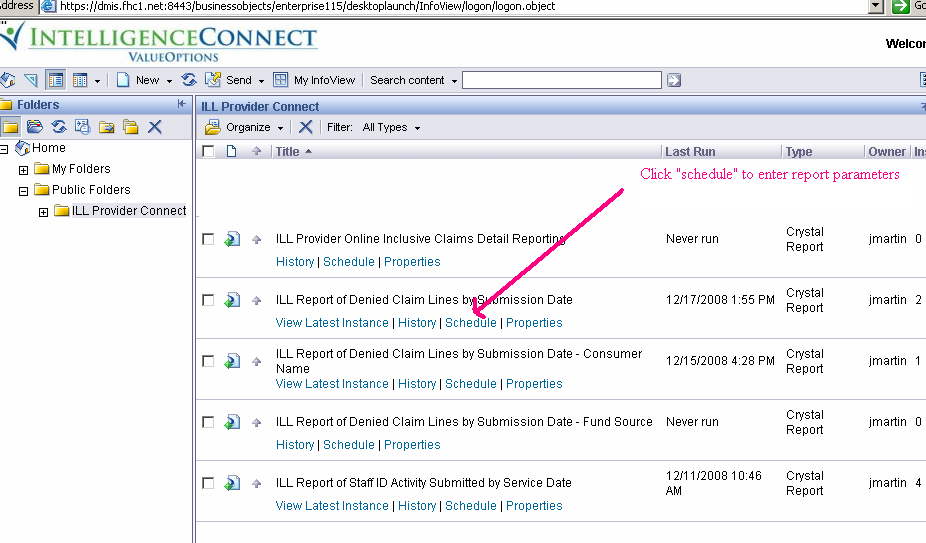 ddress https://dmis.fhc1.net:8443/businessobjects/enterprise115/desktoplaunch/InfoView/logon/logon.object Go
INTELLIGENCECONNECT
VALUEOPTIONS
Welcom
New Send My InfoView Search content
Folders
ILL Provider Connect
Organize Filter: All Types
Home
My Folders
Public Folders
ILL Provider Connect
Title Last Run Type Owner Ins
Click "schedule" to enter report parameters
ILL Provider Online Inclusive Claims Detail Reporting Never run Crystal Report jmartin 0
History | Schedule | Properties
ILL Report of Denied Claim Lines by Submission Date 12/17/2008 1:55 PM Crystal Report jmartin 2
View Latest Instance | History | Schedule | Properties
ILL Report of Denied Claim Lines by Submission Date - Consumer
Name 12/15/2008 4:28 PM Crystal Report jmartin 1
View Latest Instance | History | Schedule | Properties
ILL Report of Denied Claim Lines by Submission Date - Fund Source Never run Crystal Report jmartin 0
History | Schedule | Properties
ILL Report of Staff ID Activity Submitted by Service Date 12/11/2008 10:46 AM Crystal Report jmartin 4
View Latest Instance | History | Schedule | Properties